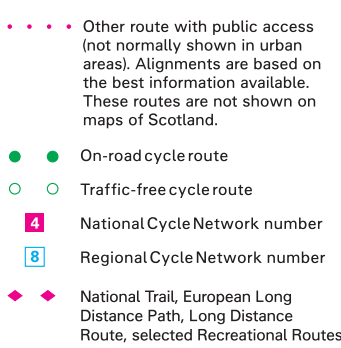 Other route with public access
(not normally shown in urban
areas). Alignments are based on
the best information available.
These routes are not shown on
maps of Scotland.
On-road cycle route
Traffic-free cycle route
4 National Cycle Network number
8 Regional Cycle Network number
National Trail, European Long
Distance Path, Long Distance
Route, selected Recreational Routes